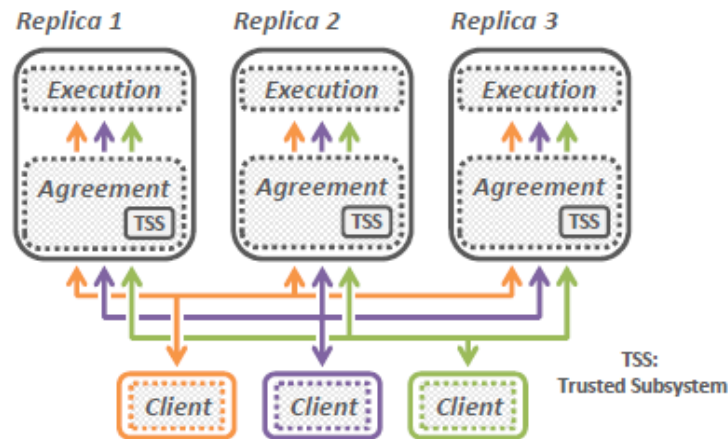 Replica 1 Replica 2 Replica 3
Execution Execution Execution
Agreement Agreement Agreement
TSS TSS TSS
Client Client Client
TSS:
Trusted Subsystem